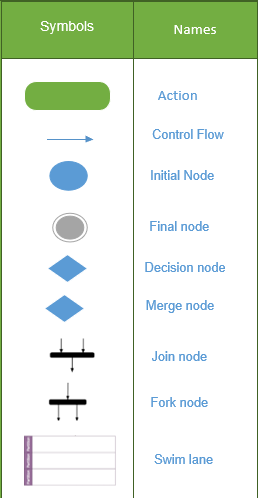 Symbols Names
Action
Control Flow
Initial Node
Final node
Decision node
Merge node
Join node
Fork node
Swim lane